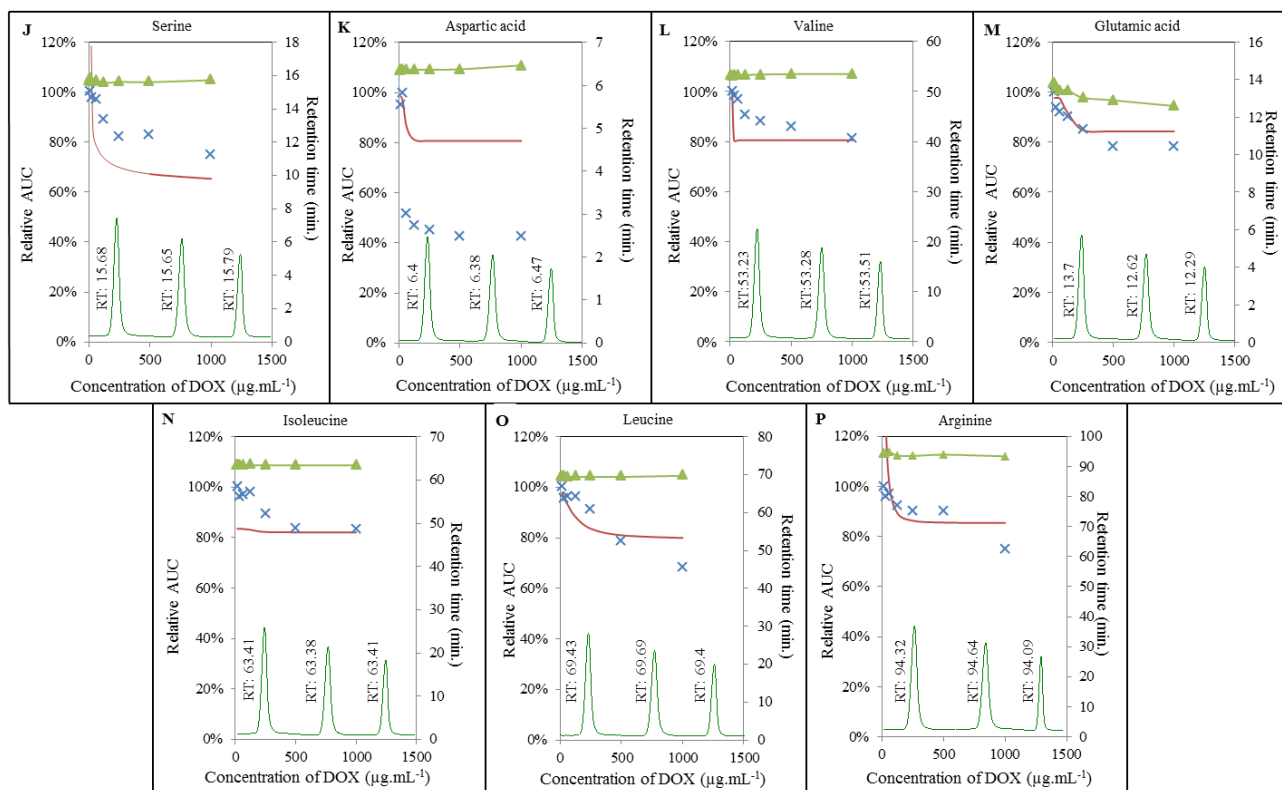 J Serine
120%
100%
80%
60%
40%
20%
0%
Relative AUC
18
16
14
12
10
8
6
4
2
0
Retention time (min.)
RT: 15.68
RT: 15.65
RT: 15.79
0 500 1000 1500
Concentration of DOX (µg.mL-1)
K Aspartic acid
120%
100%
80%
60%
40%
20%
0%
Relative AUC
7
6
5
4
3
2
1
0
Retention time (min.)
RT: 6.4
RT: 6.38
RT: 6.47
0 500 1000 1500
Concentration of DOX (µg.mL-1)
L Valine
120%
100%
80%
60%
40%
20%
0%
Relative AUC
60
50
40
30
20
10
0
Retention time (min.)
RT:53.23
RT:53.28
RT:53.51
0 500 1000 1500
Concentration of DOX (µg.mL-1)
M Glutamic acid
120%
100%
80%
60%
40%
20%
0%
Relative AUC
16
14
12
10
8
6
4
2
0
Retention time (min.)
RT: 13.7
RT: 12.62
RT: 12.29
0 500 1000 1500
Concentration of DOX (µg.mL-1)
N Isoleucine
120%
100%
80%
60%
40%
20%
0%
Relative AUC
70
60
50
40
30
20
10
0
Retention time (min.)
RT: 63.41
RT: 63.38
RT: 63.41
0 500 1000 1500
Concentration of DOX (µg.mL-1)
O Leucine
120%
100%
80%
60%
40%
20%
0%
Relative AUC
80
70
60
50
40
30
20
10
0
Retention time (min.)
RT: 69.43
RT: 69.69
RT: 69.4
0 500 1000 1500
Concentration of DOX (µg.mL-1)
P Arginine
120%
100%
80%
60%
40%
20%
0%
Relative AUC
100
90
80
70
60
50
40
30
20
10
0
Retention time (min.)
RT: 94.32
RT: 94.64
RT: 94.09
0 500 1000 1500
Concentration of DOX (µg.mL-1)